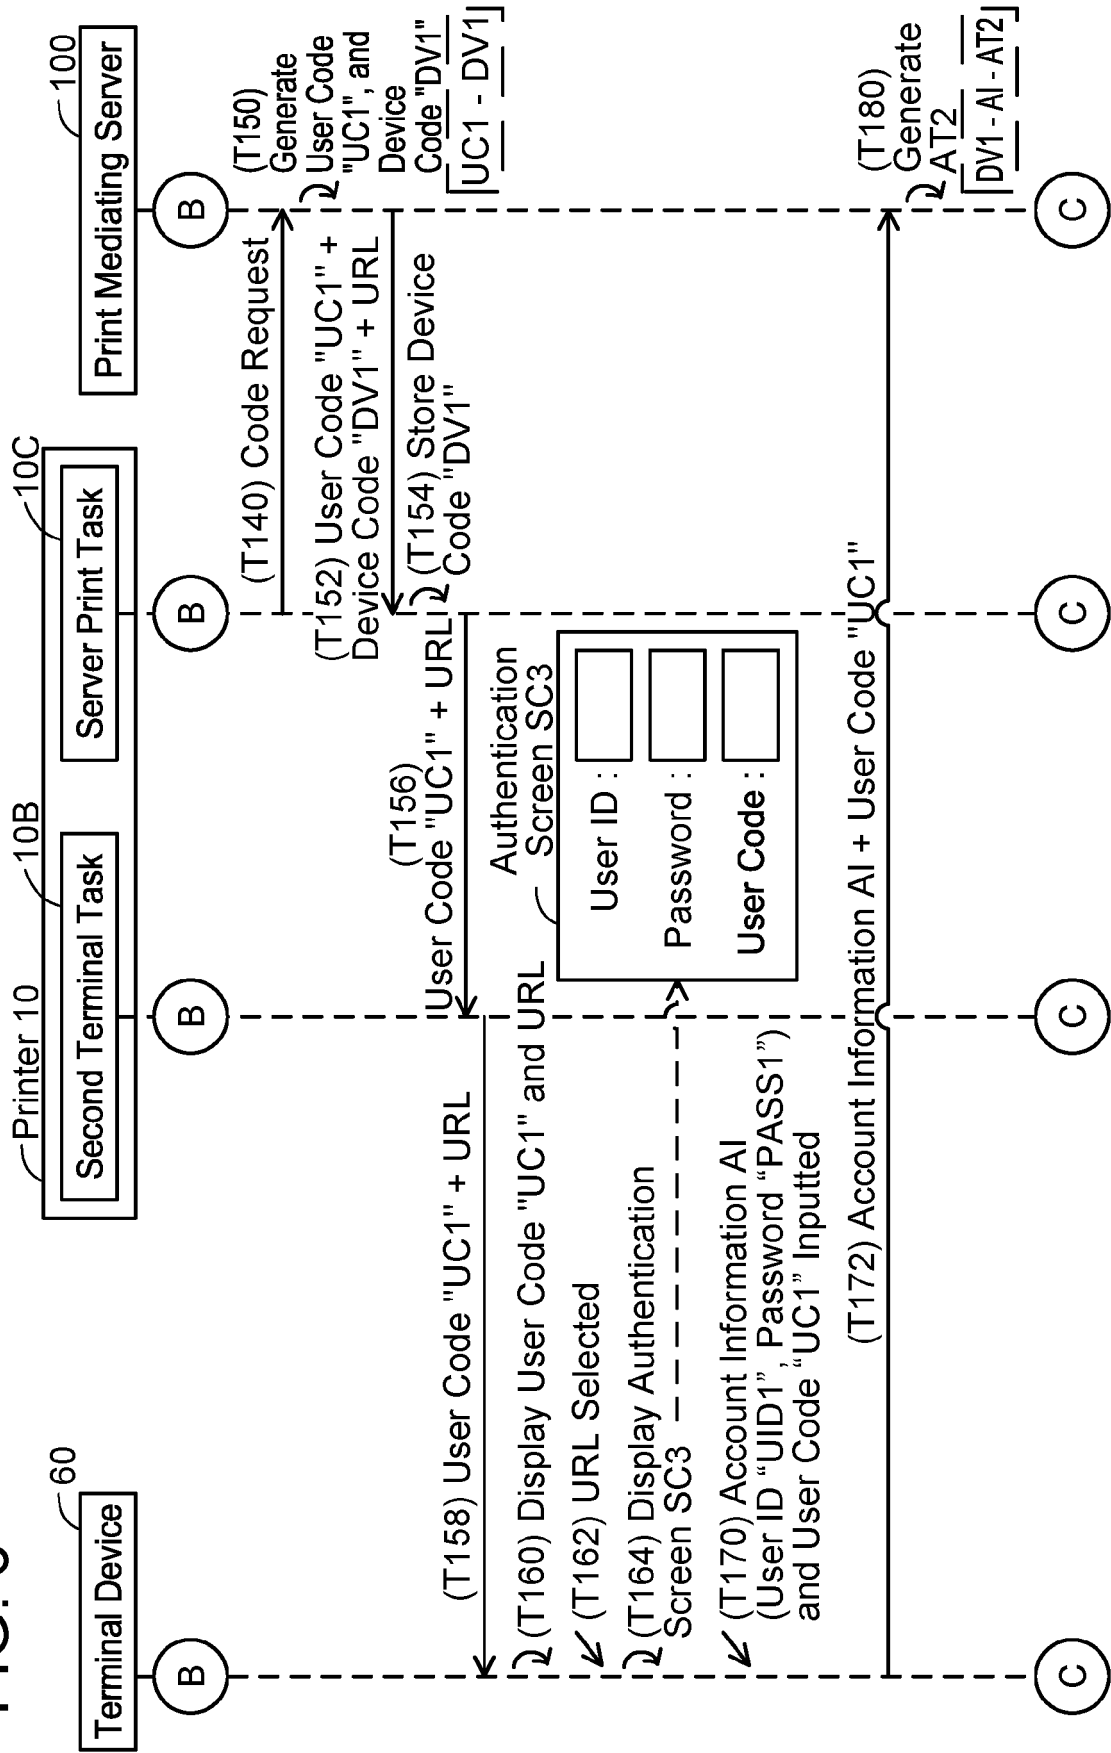 Terminal Device
60
Printer 10
Second Terminal Task
10B
Server Print Task
10C
Print Mediating Server
100
B
B
B
B
(T140) Code Request
(T150)
Generate
User Code
"UC1", and
Device
Code "DV1"
UC1 - DV1
(T152) User Code "UC1" +
Device Code "DV1" + URL
(T154) Store Device
Code "DV1"
(T156)
User Code "UC1" + URL
(T158) User Code "UC1" + URL
(T160) Display User Code "UC1" and URL
(T162) URL Selected
(T164) Display Authentication
Screen SC3
Authentication
Screen SC3
User ID :
Password :
User Code :
(T170) Account Information AI
(User ID “UID1”, Password “PASS1”)
and User Code “UC1” Inputted
(T172) Account Information AI + User Code "UC1"
(T180)
Generate
AT2
DV1 - AI - AT2
C
C
C
C